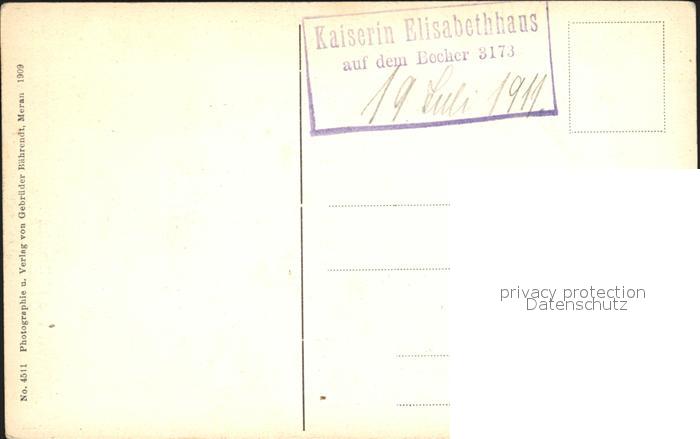 Kaiserin Elisabethhaus
auf dem Becher 3173
19 Juli 1911.
No. 4511 Photographie u. Verlag von Gebrüder Bährendt, Meran 1909
privacy protection
Datenschutz